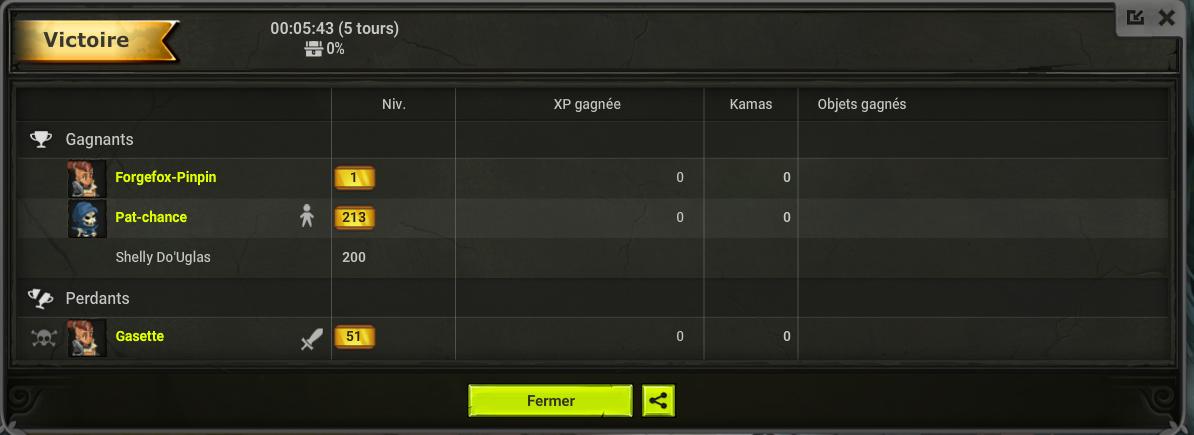 Victoire
00:05:43 (5 tours)
0%
Niv. XP gagnée Kamas Objets gagnés
Gagnants
Forgefox-Pinpin 1 0 0
Pat-chance 213 0 0
Shelly Do'Uglas 200
Perdants
Gasette 51 0 0
Fermer